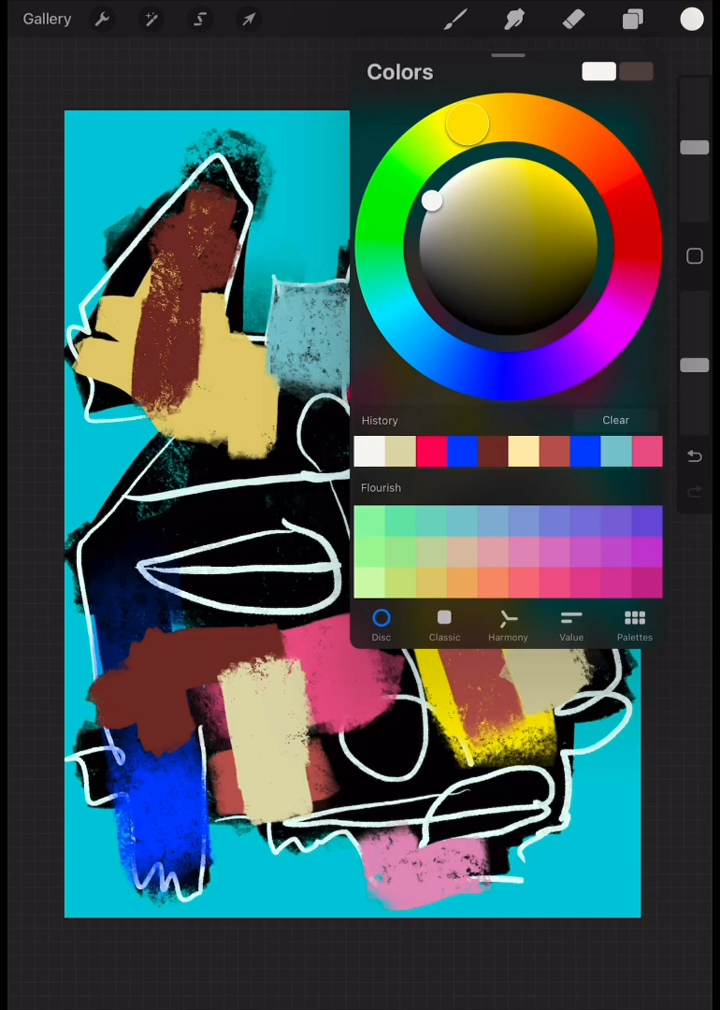 Gallery
Colors
History
Clear
Flourish
Disc Classic Harmony Value Palettes